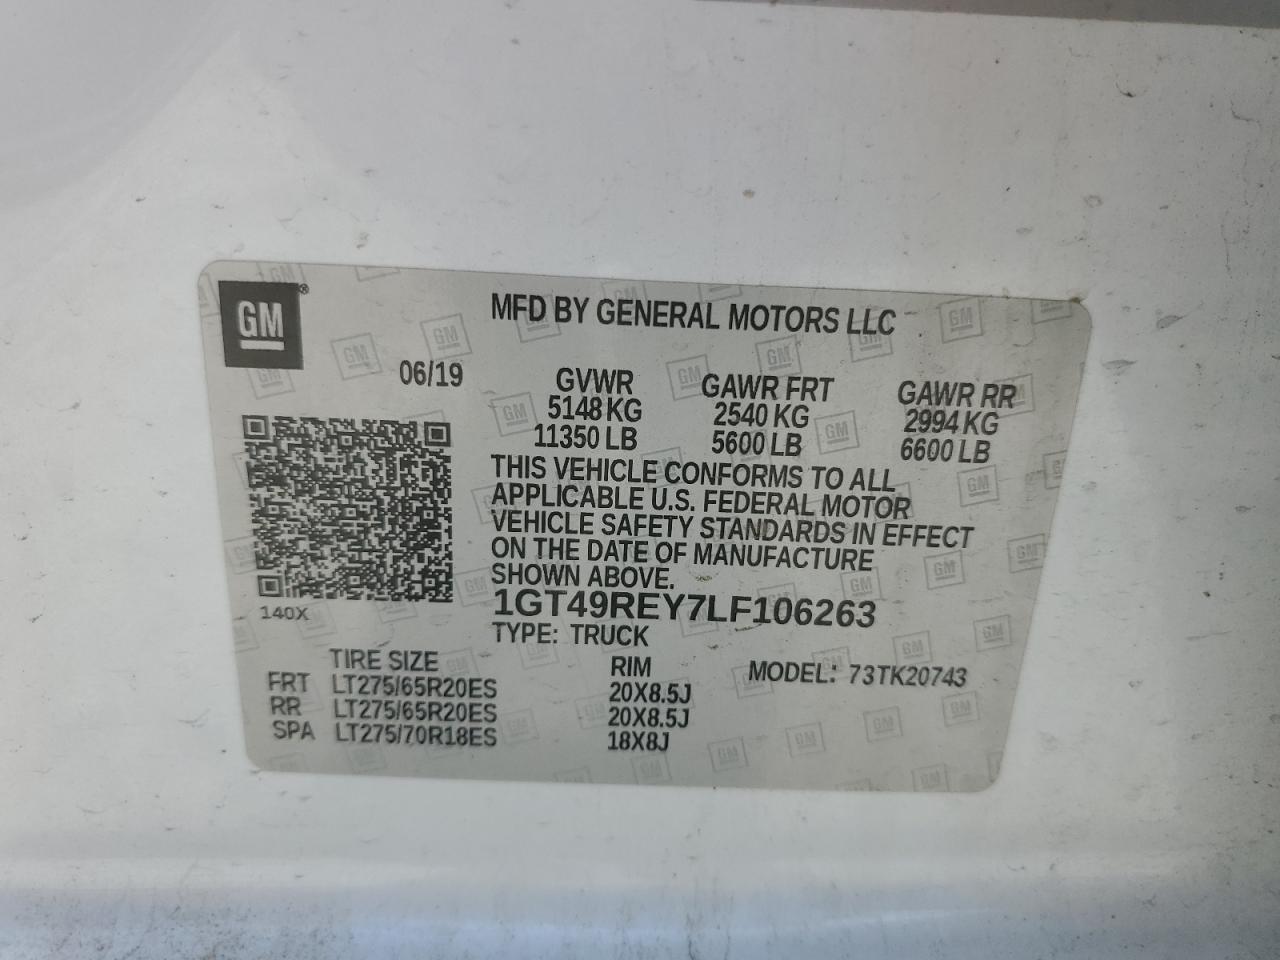 GM®
MFD BY GENERAL MOTORS LLC
06/19
GVWR GAWR FRT GAWR RR
5148 KG 2540 KG 2994 KG
11350 LB 5600 LB 6600 LB
THIS VEHICLE CONFORMS TO ALL
APPLICABLE U.S. FEDERAL MOTOR
VEHICLE SAFETY STANDARDS IN EFFECT
ON THE DATE OF MANUFACTURE
SHOWN ABOVE.
140X
1GT49REY7LF106263
TYPE: TRUCK
TIRE SIZE RIM MODEL: 73TK20743
FRT LT275/65R20ES 20X8.5J
RR LT275/65R20ES 20X8.5J
SPA LT275/70R18ES 18X8J